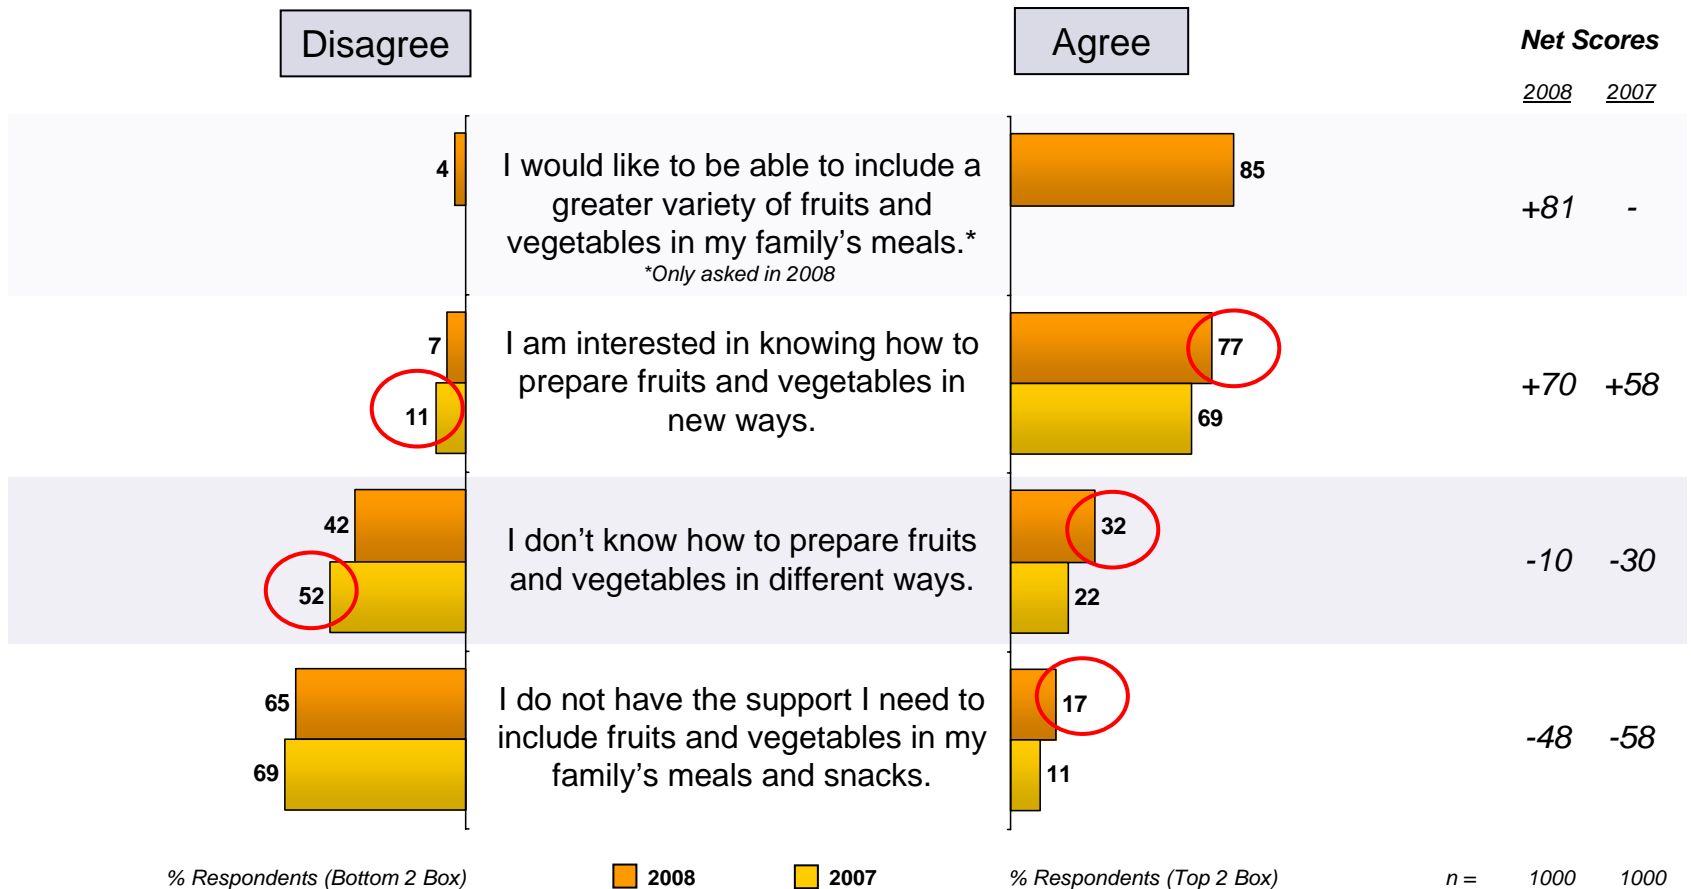 Disagree
Agree
Net Scores
2008 2007
4
I would like to be able to include a
greater variety of fruits and
vegetables in my family's meals.*
*Only asked in 2008
85
+81 -
7
11
I am interested in knowing how to
prepare fruits and vegetables in
new ways.
77
69
+70 +58
42
52
I don't know how to prepare fruits
and vegetables in different ways.
32
22
-10 -30
65
69
I do not have the support I need to
include fruits and vegetables in my
family's meals and snacks.
17
11
-48 -58
% Respondents (Bottom 2 Box)
2008
2007
% Respondents (Top 2 Box)
n = 1000 1000